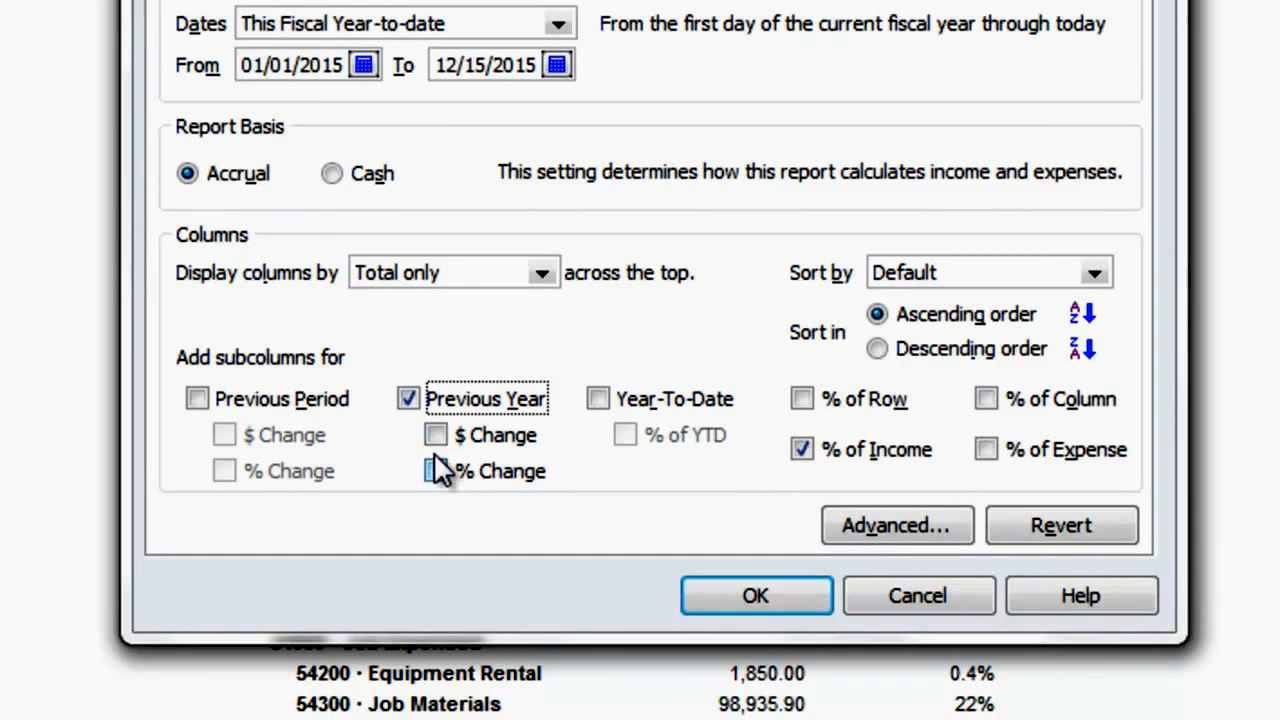 Dates This Fiscal Year-to-date From the first day of the current fiscal year through today
From 01/01/2015 To 12/15/2015
Report Basis
Accrual Cash This setting determines how this report calculates income and expenses.
Columns
Display columns by Total only across the top. Sort by Default
Sort in Ascending order
Descending order
Add subcolumns for
Previous Period Previous Year Year-To-Date % of Row % of Column
$ Change $ Change % of YTD % of Income % of Expense
% Change % Change
Advanced... Revert
OK Cancel Help
54200 · Equipment Rental 1,850.00 0.4%
54300 · Job Materials 98,935.90 22%